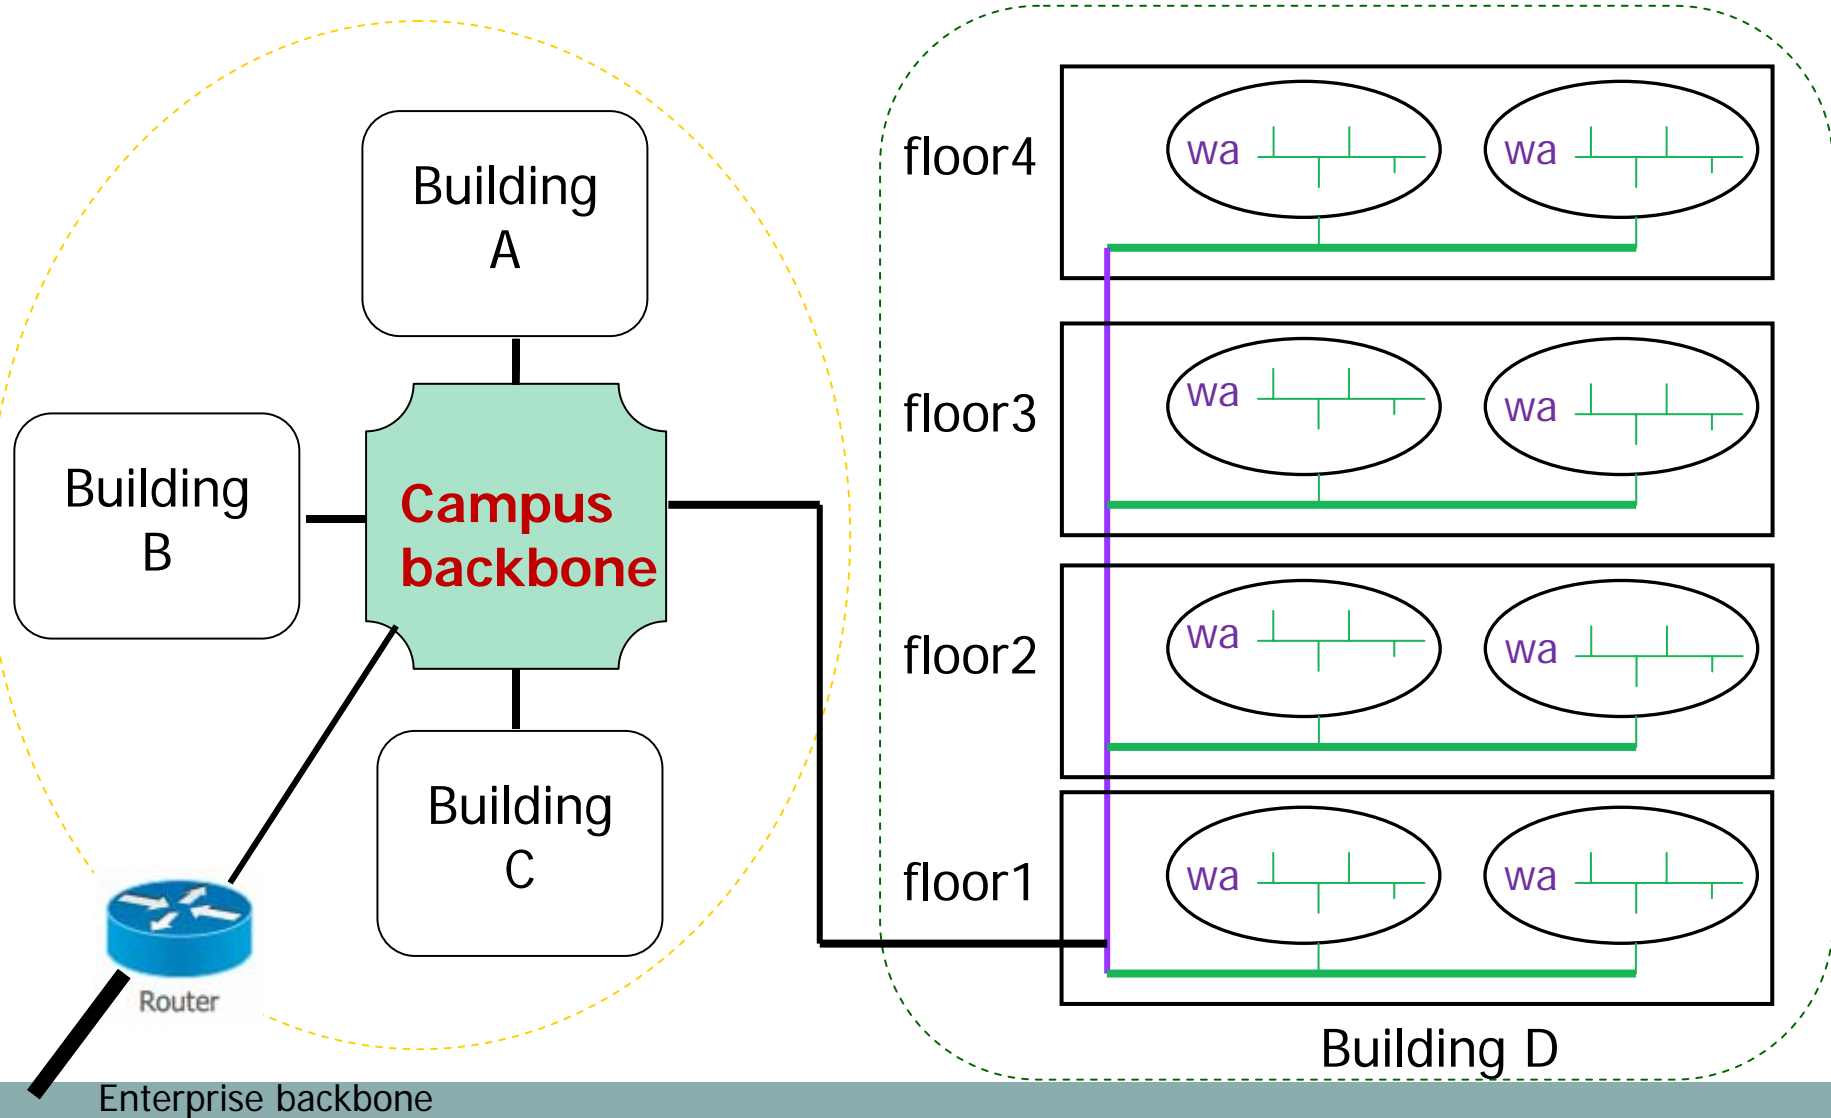 Building
A
Building
B
Campus
backbone
Building
C
Router
Enterprise backbone
floor4
wa
wa
floor3
wa
wa
floor2
wa
wa
floor1
wa
wa
Building D